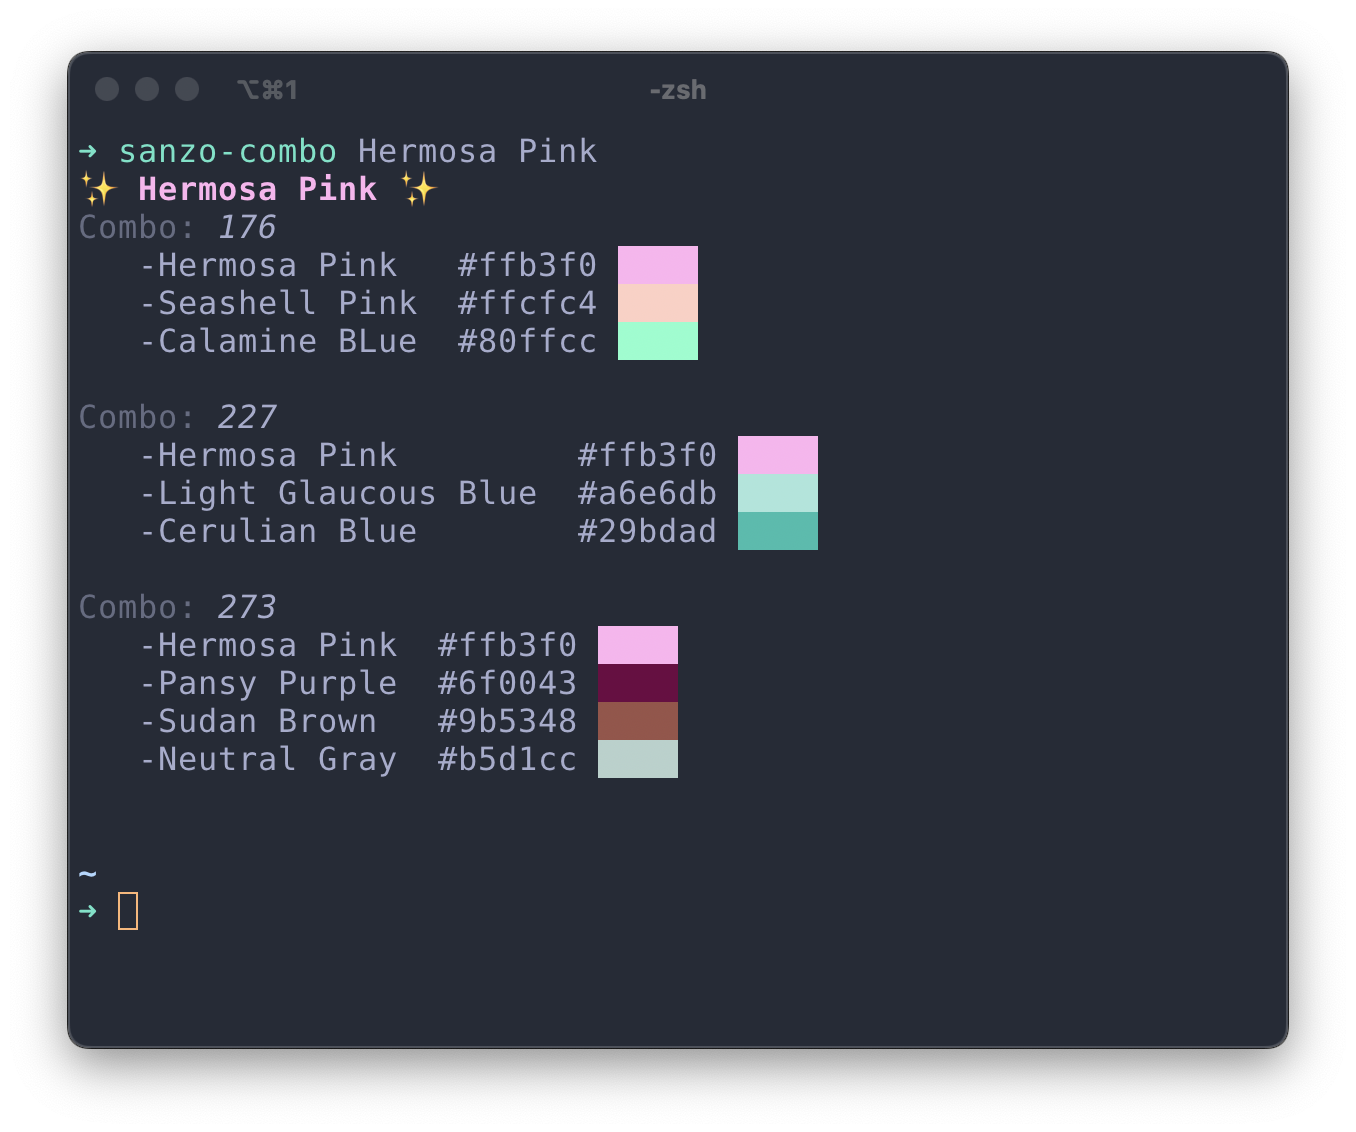 ⌥⌘1 -zsh
➜ sanzo-combo Hermosa Pink
✨ Hermosa Pink ✨
Combo: 176
-Hermosa Pink #ffb3f0
-Seashell Pink #ffcfc4
-Calamine BLue #80ffcc
Combo: 227
-Hermosa Pink #ffb3f0
-Light Glaucous Blue #a6e6db
-Cerulian Blue #29bdad
Combo: 273
-Hermosa Pink #ffb3f0
-Pansy Purple #6f0043
-Sudan Brown #9b5348
-Neutral Gray #b5d1cc
~
➜